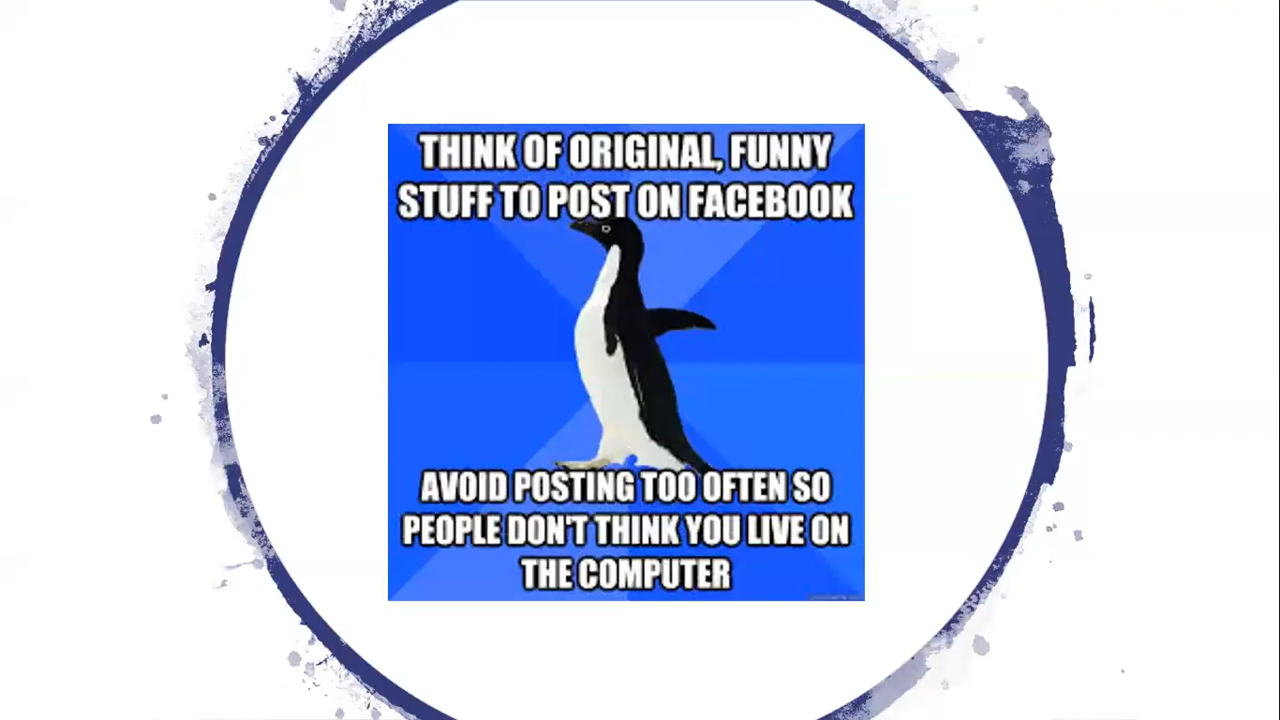 THINK OF ORIGINAL, FUNNY
STUFF TO POST ON FACEBOOK
AVOID POSTING TOO OFTEN SO
PEOPLE DON'T THINK YOU LIVE ON
THE COMPUTER